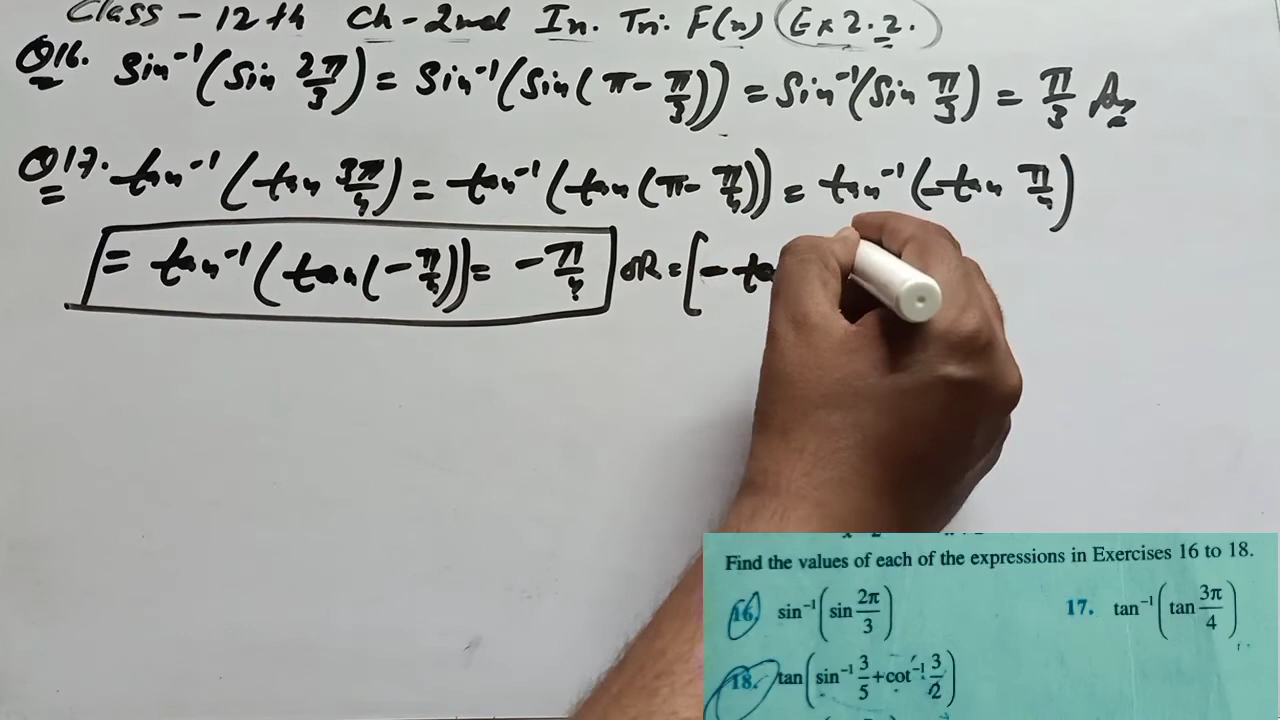 Class - 12th Ch - 2nd In. Tri. F(n) (Ex 2.2.)
Q16. Sin⁻¹(Sin 2π/3) = Sin⁻¹(Sin(π - π/3)) = Sin⁻¹(Sin π/3) = π/3 Ans
Q17. tan⁻¹(tan 3π/4) = tan⁻¹(tan(π - π/4)) = tan⁻¹(-tan π/4)
= tan⁻¹(tan(-π/4)) = -π/4 OR = [-ta
Find the values of each of the expressions in Exercises 16 to 18.
16. sin⁻¹(sin 2π/3) 17. tan⁻¹(tan 3π/4)
18. tan(sin⁻¹ 3/5 + cot⁻¹ 3/2)